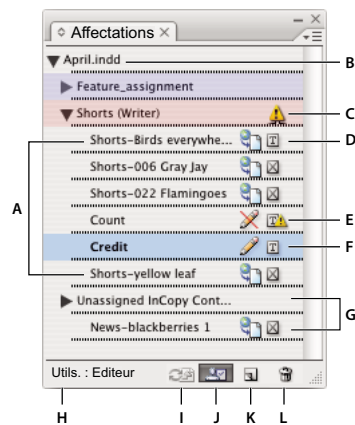 Affectations ×
April.indd
B
Feature_assignment
Shorts (Writer)
C
Shorts-Birds everywhe...
D
Shorts-006 Gray Jay
Shorts-022 Flamingoes
A
Count
E
Credit
F
Shorts-yellow leaf
Unassigned InCopy Cont...
G
News-blackberries 1
Utils. : Editeur
H I J K L